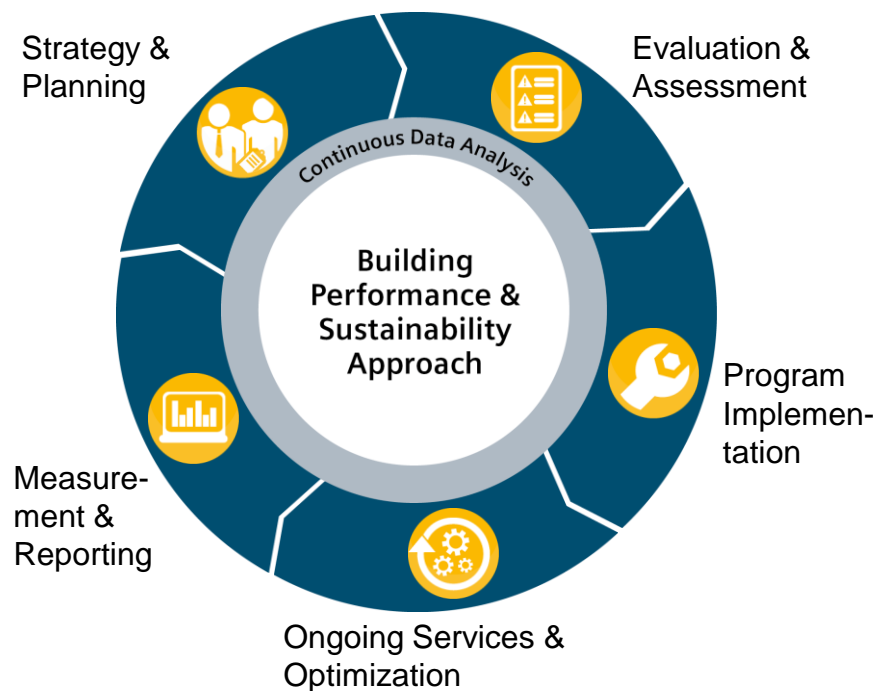 Strategy &
Planning
Evaluation &
Assessment
Continuous Data Analysis
Building
Performance &
Sustainability
Approach
Program
Implemen-
tation
Measure-
ment &
Reporting
Ongoing Services &
Optimization